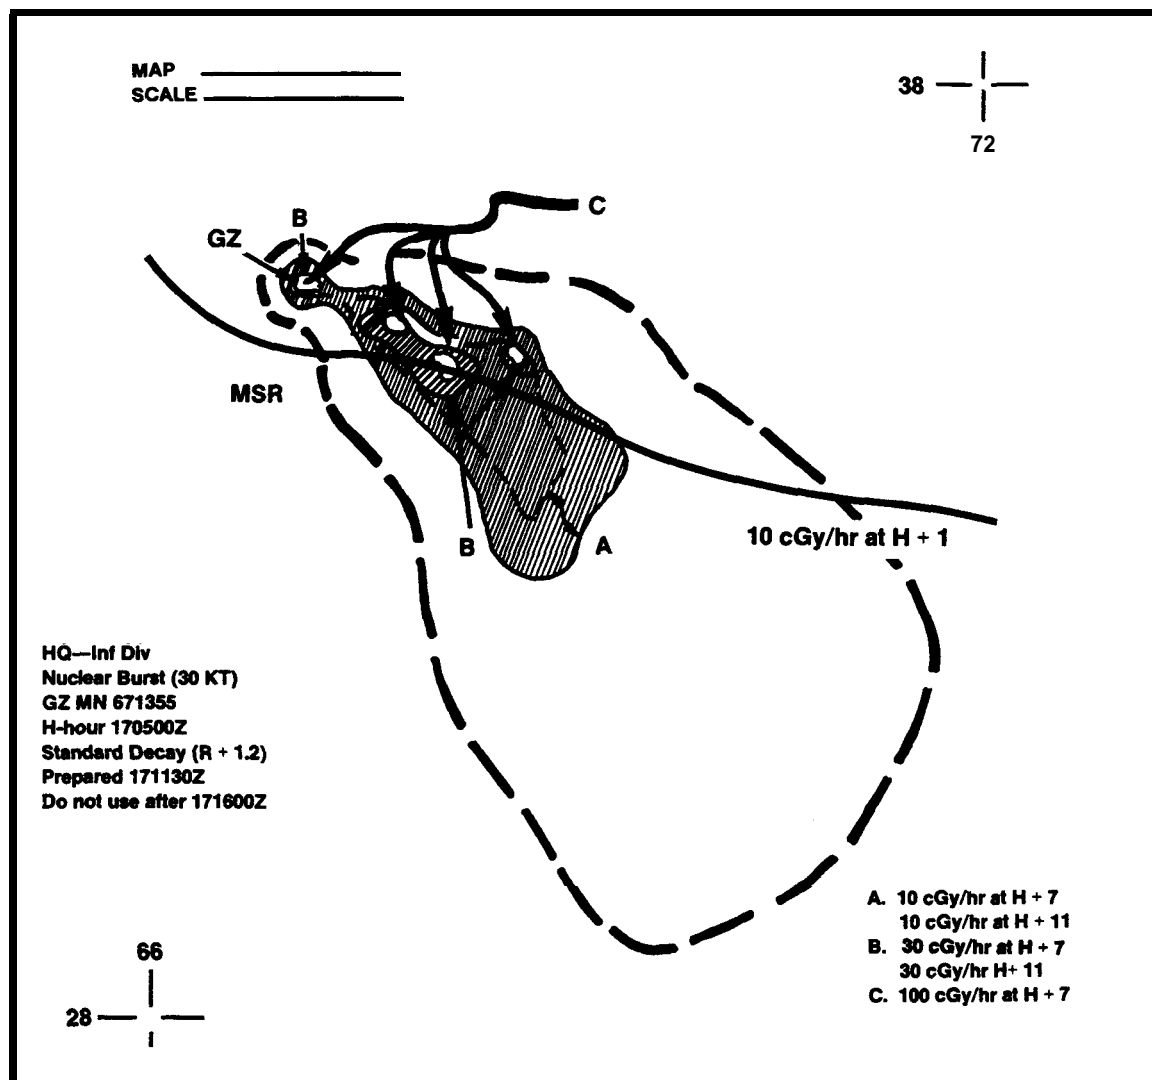 MAP
SCALE
38
72
C
B
GZ
MSR
10 cGy/hr at H + 1
B
A
HQ—Inf Div
Nuclear Burst (30 KT)
GZ MN 671355
H-hour 170500Z
Standard Decay (R + 1.2)
Prepared 171130Z
Do not use after 171600Z
A. 10 cGy/hr at H + 7
10 cGy/hr at H + 11
B. 30 cGy/hr at H + 7
30 cGy/hr H+ 11
C. 100 cGy/hr at H + 7
66
28